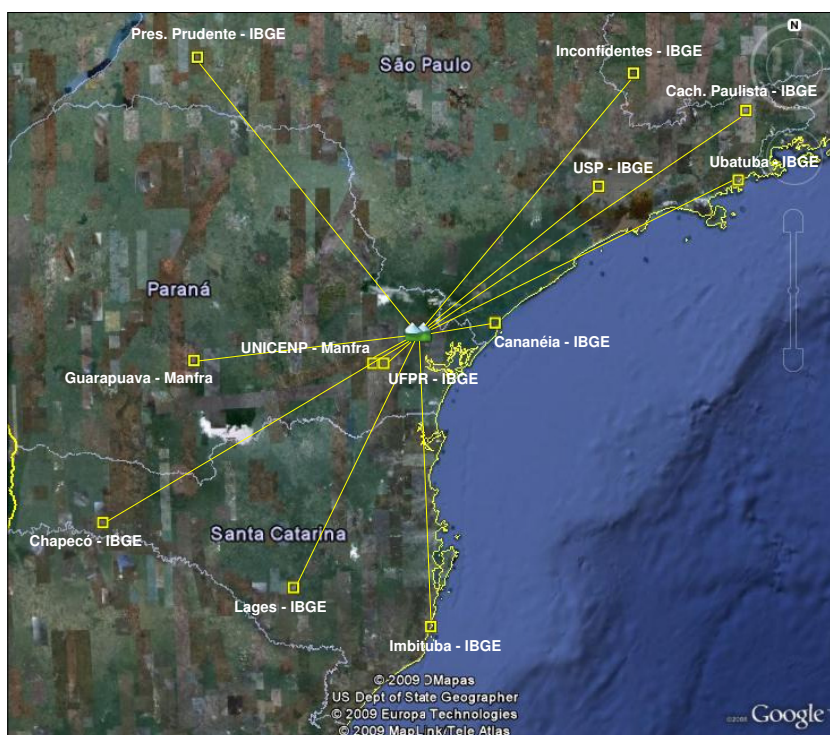 Pres. Prudente - IBGE
N
Inconfidentes - IBGE
São Paulo
Cach. Paulista - IBGE
USP - IBGE
Ubatuba - IBGE
Paraná
UNICENP - Manfra
Cananéia - IBGE
Guarapuava - Manfra
UFPR - IBGE
Santa Catarina
Chapecó - IBGE
Lages - IBGE
Imbituba - IBGE
© 2009 DMapas
US Dept of State Geographer
© 2009 Europa Technologies
© 2009 MapLink/Tele Atlas
Google